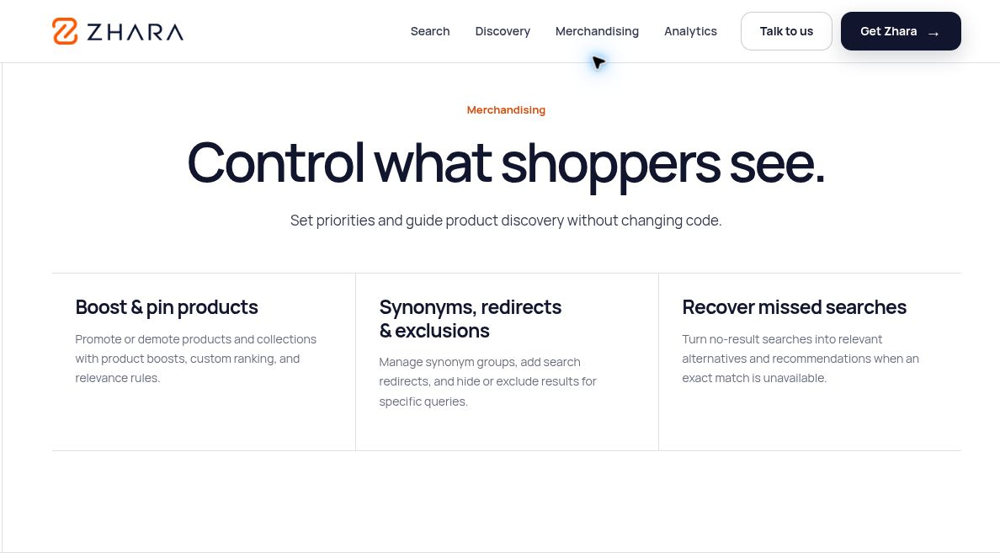 ZHARA
Search
Discovery
Merchandising
Analytics
Talk to us
Get Zhara →
Merchandising
Control what shoppers see.
Set priorities and guide product discovery without changing code.
Boost & pin products
Promote or demote products and collections
with product boosts, custom ranking, and
relevance rules.
Synonyms, redirects
& exclusions
Manage synonym groups, add search
redirects, and hide or exclude results for
specific queries.
Recover missed searches
Turn no-result searches into relevant
alternatives and recommendations when an
exact match is unavailable.